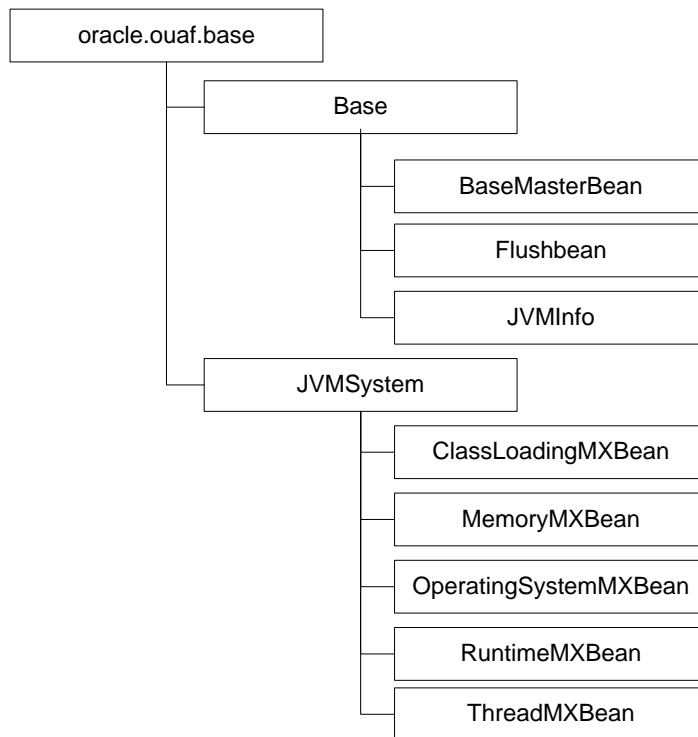 oracle.ouaf.base
Base
BaseMasterBean
Flushbean
JVMInfo
JVMSystem
ClassLoadingMXBean
MemoryMXBean
OperatingSystemMXBean
RuntimeMXBean
ThreadMXBean